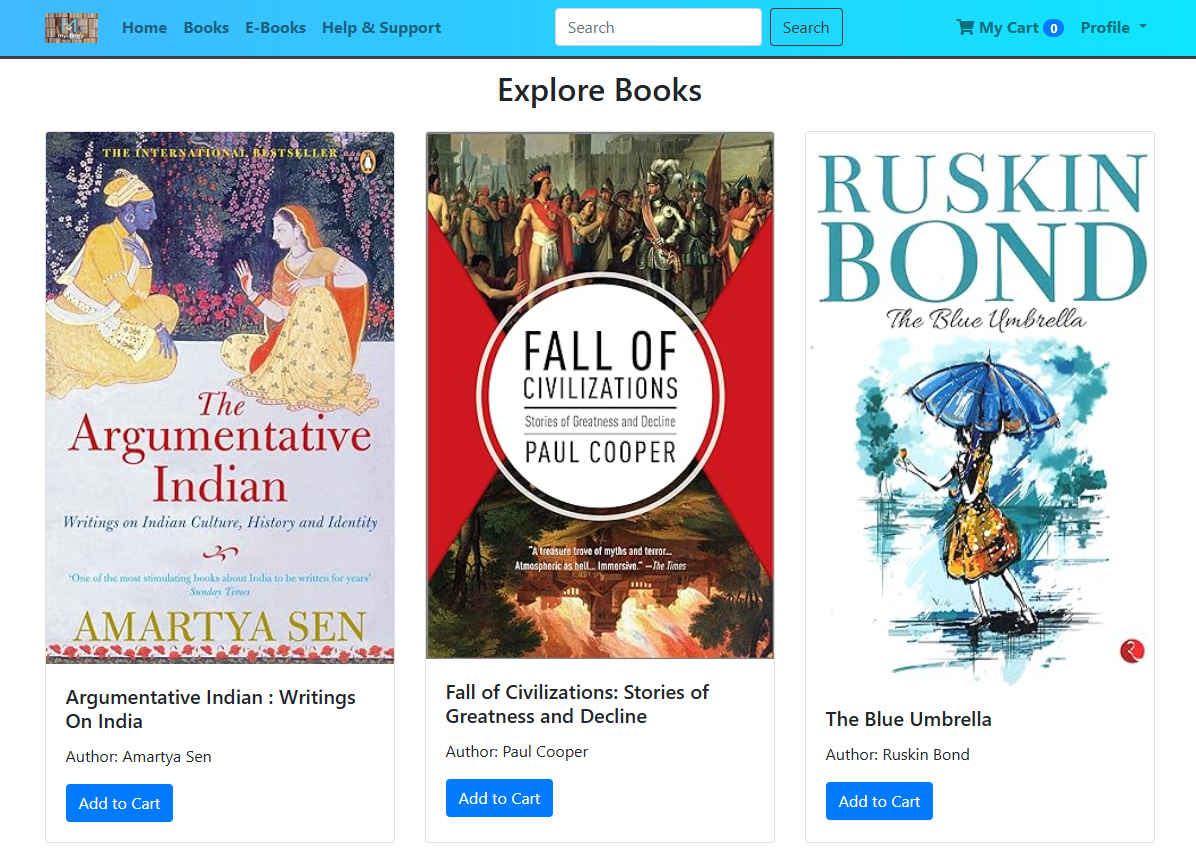 my library
Home Books E-Books Help & Support Search Search My Cart 0 Profile
Explore Books
THE INTERNATIONAL BESTSELLER
The
Argumentative
Indian
Writings on Indian Culture, History and Identity
‘One of the most stimulating books about India to be written for years’
Sunday Times
AMARTYA SEN
FALL OF
CIVILIZATIONS
Stories of Greatness and Decline
PAUL COOPER
"A treasure trove of myths and terror...
Atmospheric as hell... Immersive." —The Times
RUSKIN
BOND
The Blue Umbrella
Argumentative Indian : Writings
On India
Author: Amartya Sen
Add to Cart
Fall of Civilizations: Stories of
Greatness and Decline
Author: Paul Cooper
Add to Cart
The Blue Umbrella
Author: Ruskin Bond
Add to Cart